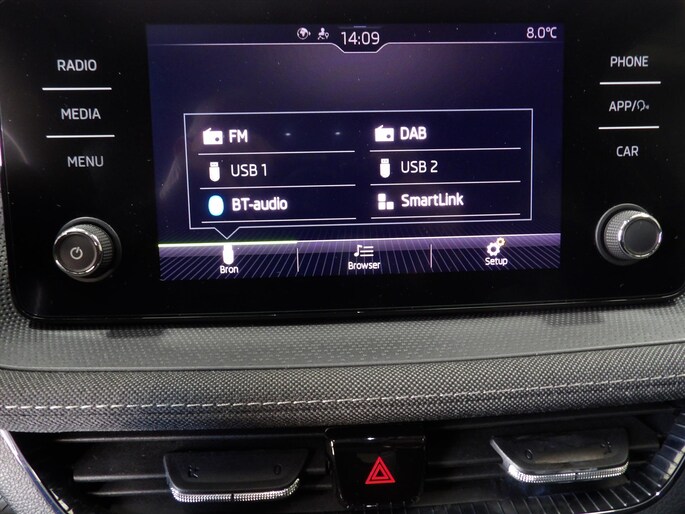 14:09 8.0°C
RADIO
MEDIA
MENU
PHONE
APP/
CAR
FM DAB
USB 1 USB 2
BT-audio SmartLink
Bron Browser Setup